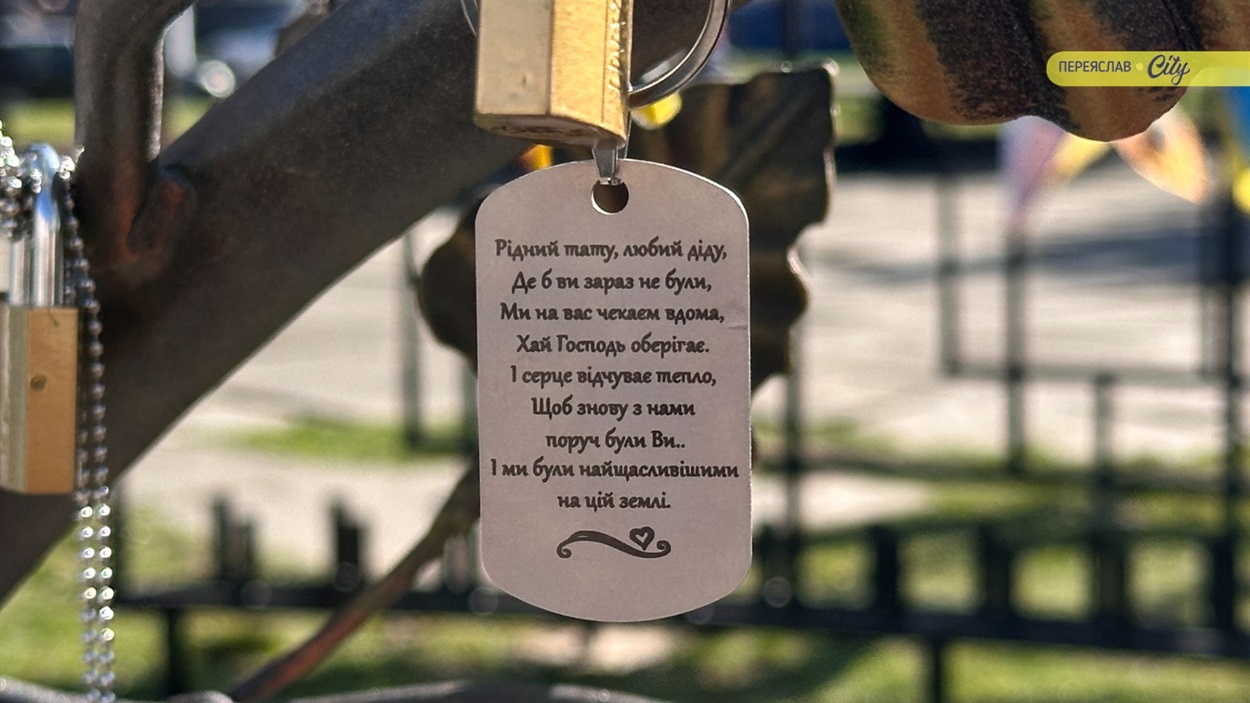 ПЕРЕЯСЛАВ • City
Рідний тату, любий діду,
Де б ви зараз не були,
Ми на вас чекаєм вдома,
Хай Господь оберігає.
І серце відчуває тепло,
Щоб знову з нами
поруч були Ви..
І ми були найщасливішими
на цій землі.